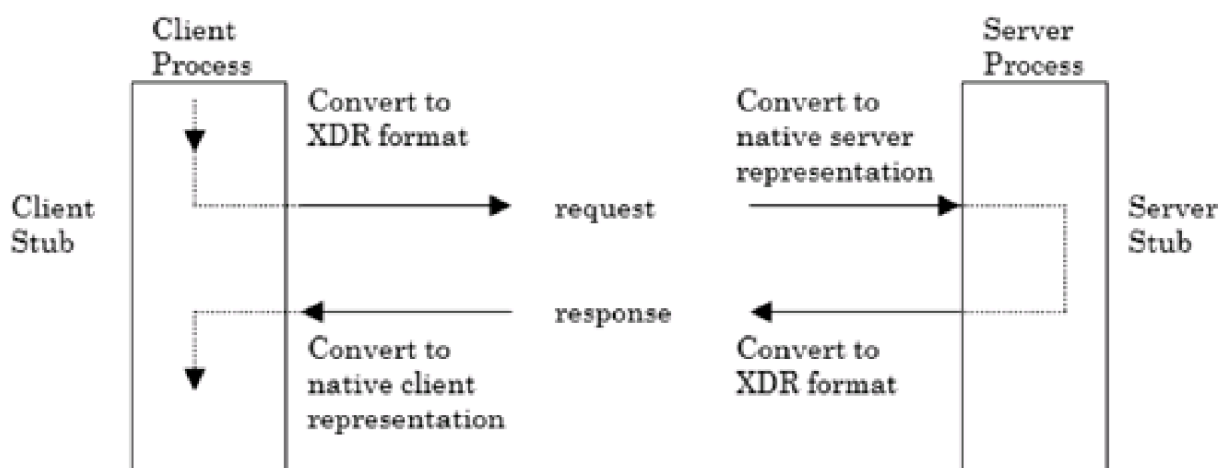 Client
Process
Server
Process
Convert to
XDR format
Convert to
native server
representation
Client
Stub
request
Server
Stub
response
Convert to
native client
representation
Convert to
XDR format